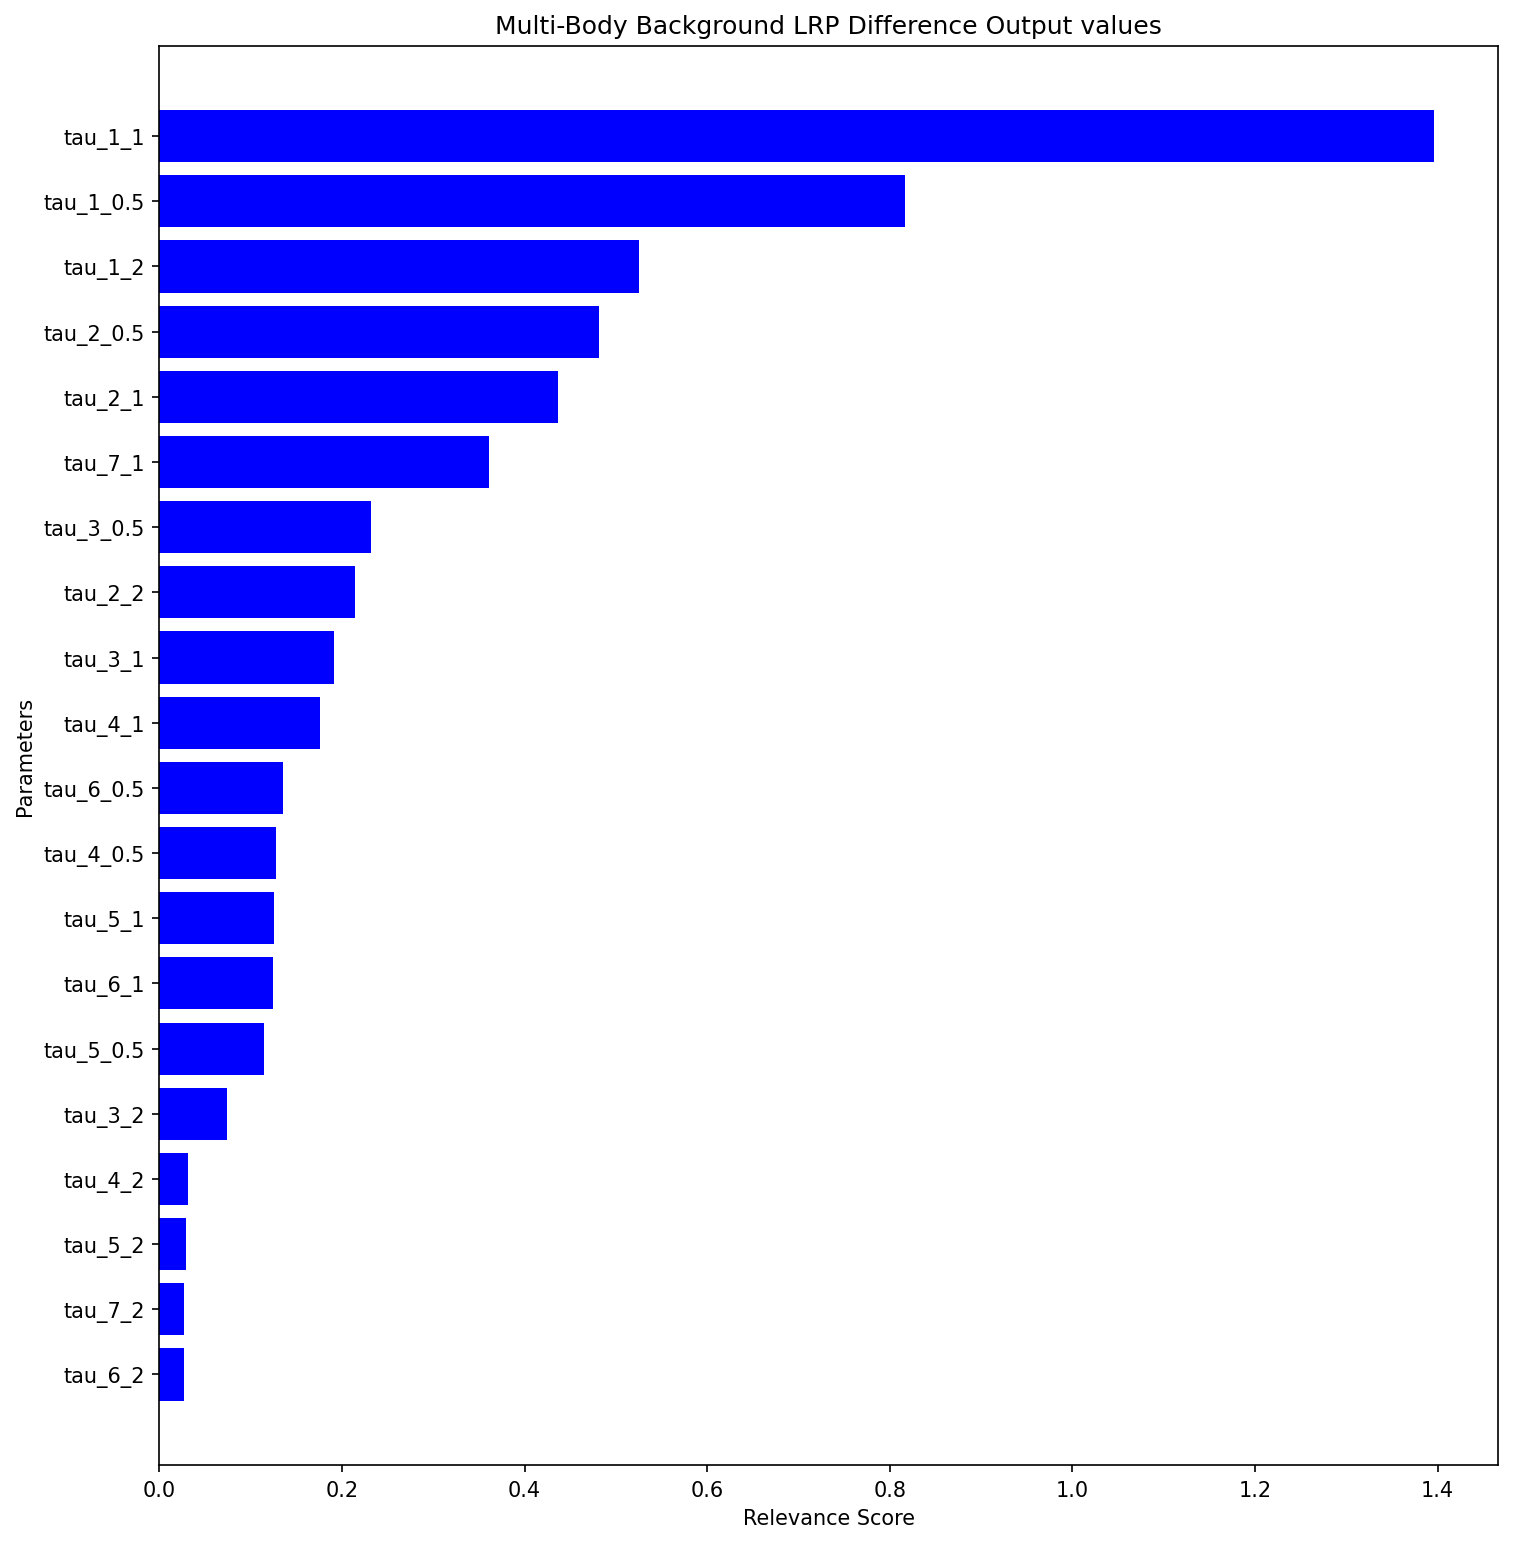 Multi-Body Background LRP Difference Output values
tau_1_1
tau_1_0.5
tau_1_2
tau_2_0.5
tau_2_1
tau_7_1
tau_3_0.5
tau_2_2
tau_3_1
tau_4_1
tau_6_0.5
tau_4_0.5
tau_5_1
tau_6_1
tau_5_0.5
tau_3_2
tau_4_2
tau_5_2
tau_7_2
tau_6_2
Parameters
0.0 0.2 0.4 0.6 0.8 1.0 1.2 1.4
Relevance Score